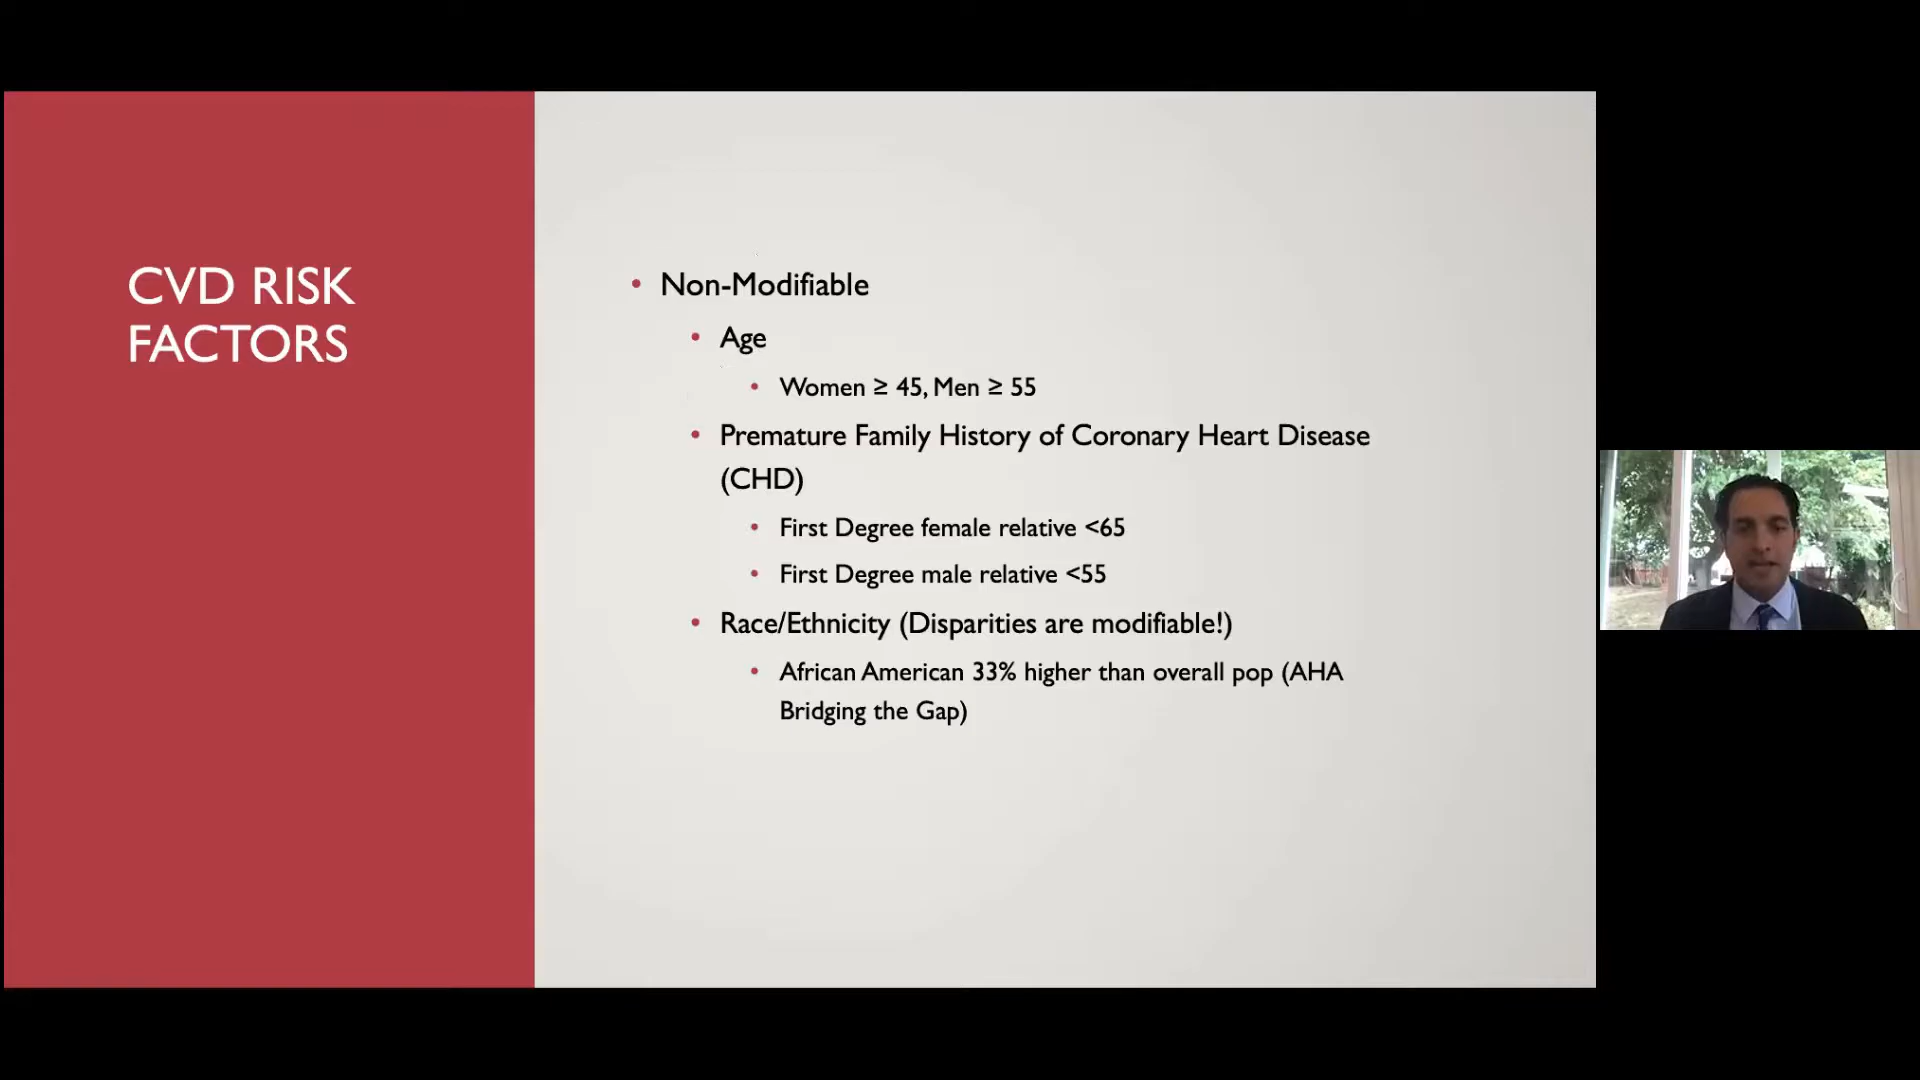 CVD RISK
FACTORS
• Non-Modifiable
• Age
• Women ≥ 45, Men ≥ 55
• Premature Family History of Coronary Heart Disease
(CHD)
• First Degree female relative <65
• First Degree male relative <55
• Race/Ethnicity (Disparities are modifiable!)
• African American 33% higher than overall pop (AHA
Bridging the Gap)